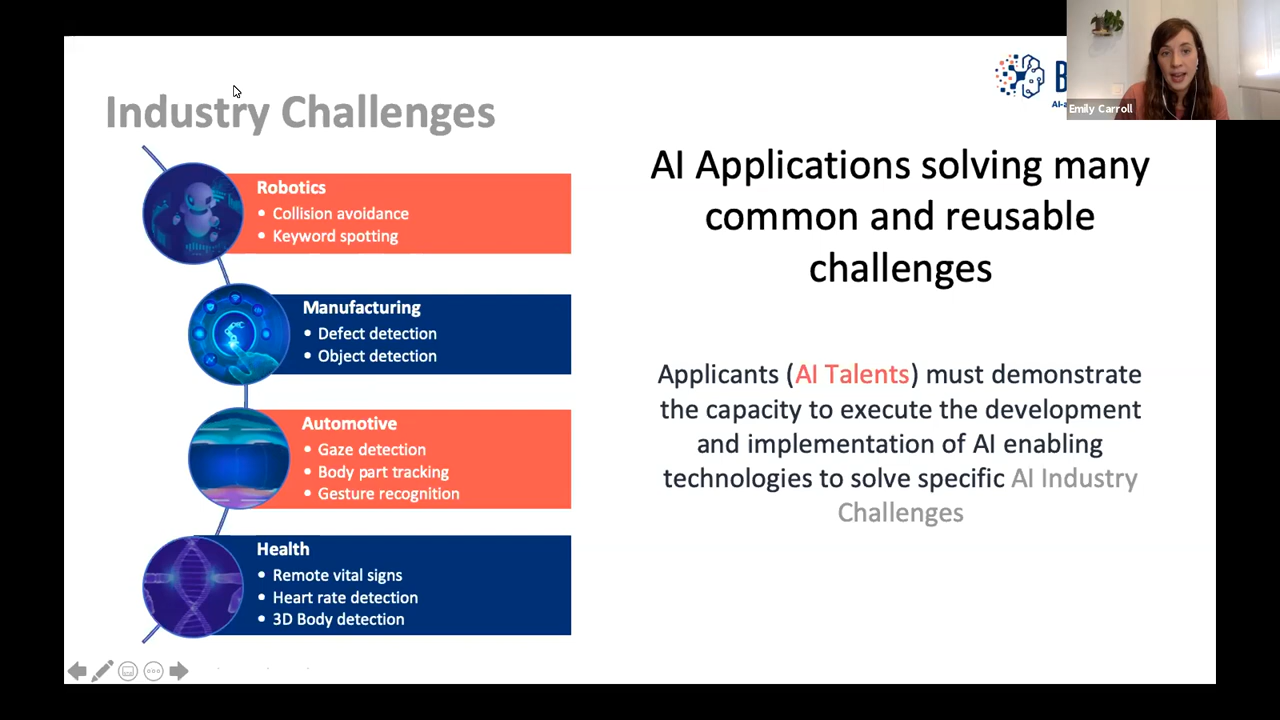 Industry Challenges
Emily Carroll
Robotics
• Collision avoidance
• Keyword spotting
Manufacturing
• Defect detection
• Object detection
Automotive
• Gaze detection
• Body part tracking
• Gesture recognition
Health
• Remote vital signs
• Heart rate detection
• 3D Body detection
AI Applications solving many
common and reusable
challenges
Applicants (AI Talents) must demonstrate
the capacity to execute the development
and implementation of AI enabling
technologies to solve specific AI Industry
Challenges